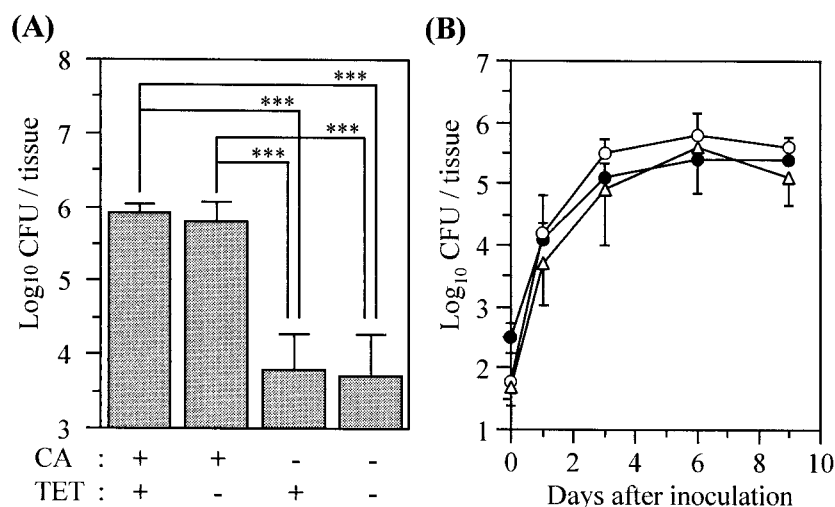 (A)
8
7
6
5
4
3
Log10 CFU / tissue
***
***
***
***
CA : + + - -
TET : + - + -
(B)
7
6
5
4
3
2
1
Log10 CFU / tissue
0 2 4 6 8 10
Days after inoculation